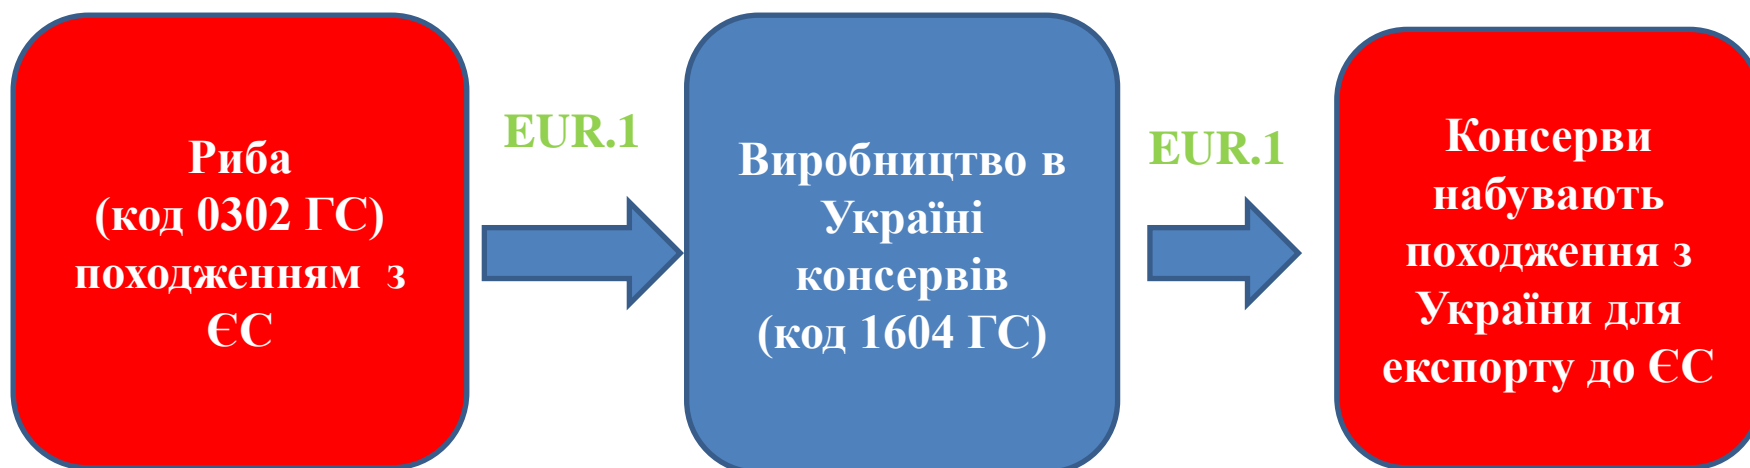 Риба
(код 0302 ГС)
походженням з
ЄС
EUR.1
Виробництво в
Україні
консервів
(код 1604 ГС)
EUR.1
Консерви
набувають
походження з
України для
експорту до ЄС